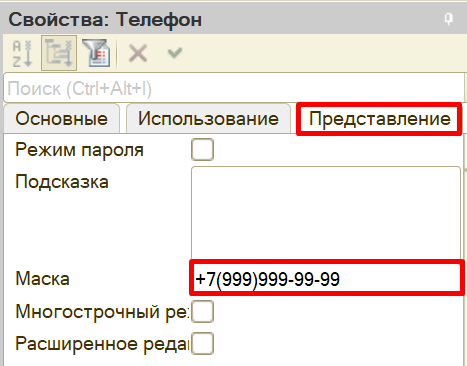 Свойства: Телефон
Поиск (Ctrl+Alt+I)
Основные Использование Представление
Режим пароля
Подсказка
Маска +7(999)999-99-99
Многострочный ре
Расширенное реда